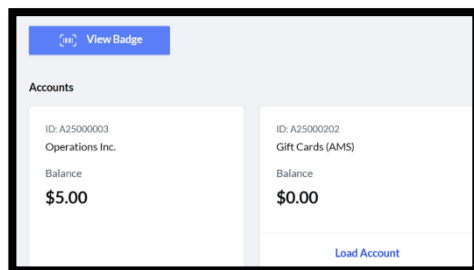 View Badge
Accounts
ID: A25000003
Operations Inc.
Balance
$5.00
ID: A25000202
Gift Cards (AMS)
Balance
$0.00
Load Account